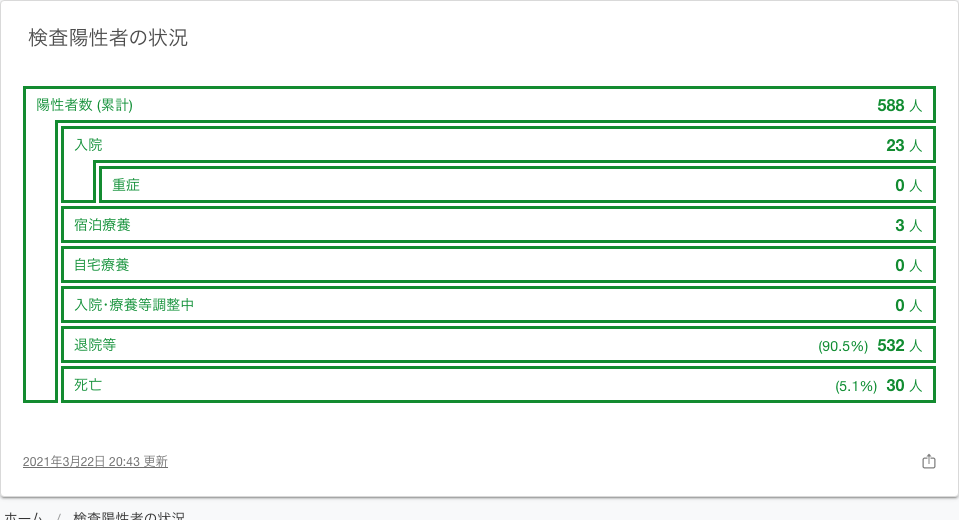 検査陽性者の状況
陽性者数 (累計) 588 人
入院 23 人
重症 0 人
宿泊療養 3 人
自宅療養 0 人
入院･療養等調整中 0 人
退院等 (90.5%) 532 人
死亡 (5.1%) 30 人
2021年3月22日 20:43 更新
ホーム / 検査陽性者の状況